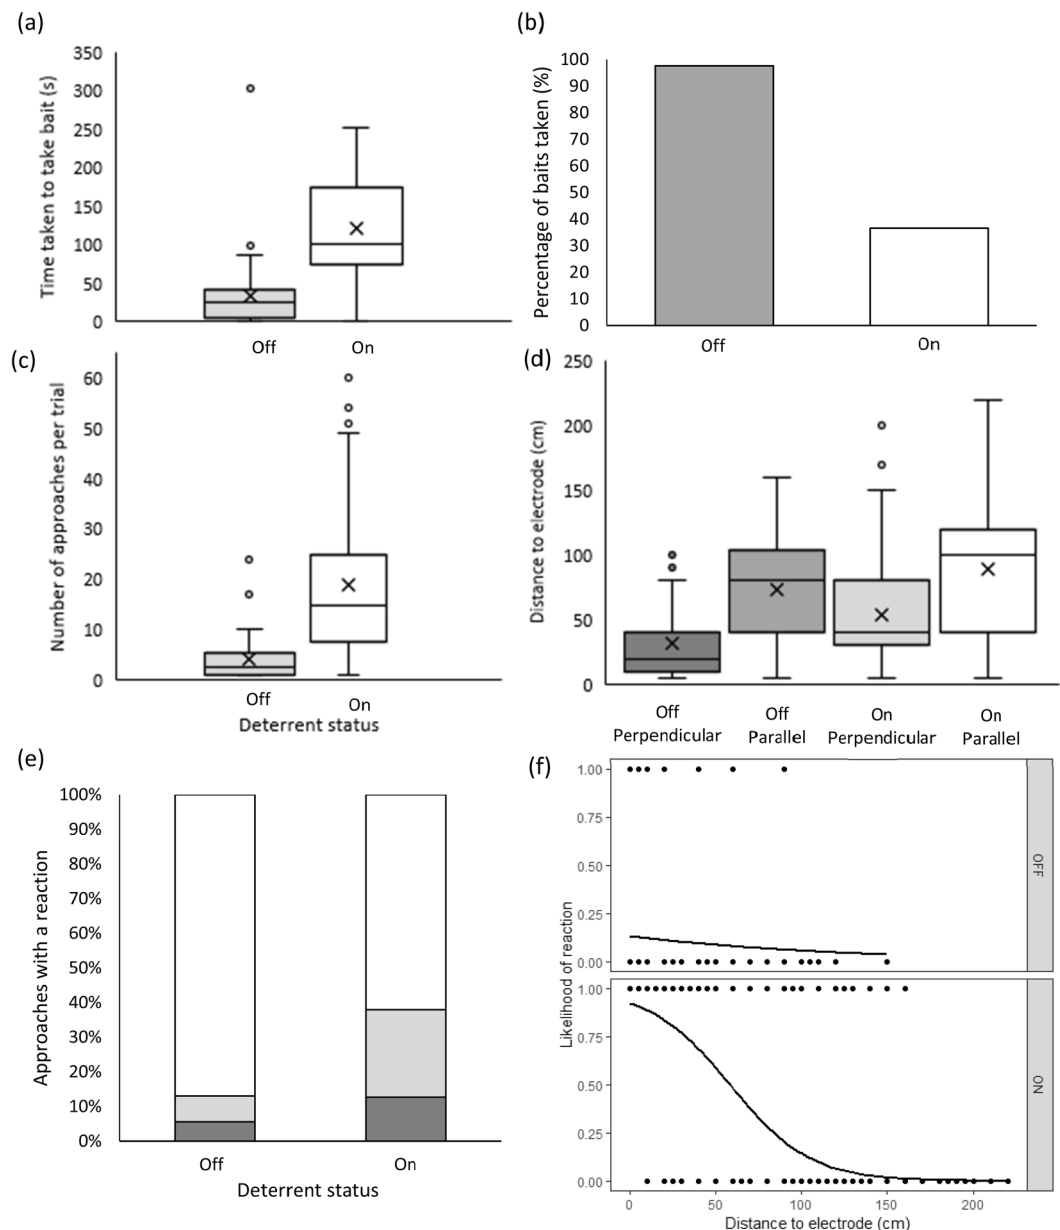 (a)
350
300
250
200
150
100
50
0
Time taken to take bait (s)
Off
On
(b)
100
90
80
70
60
50
40
30
20
10
0
Percentage of baits taken (%)
Off
On
(c)
60
50
40
30
20
10
0
Number of approaches per trial
Off
On
Deterrent status
(d)
250
200
150
100
50
0
Distance to electrode (cm)
Off
Perpendicular
Off
Parallel
On
Perpendicular
On
Parallel
(e)
100%
90%
80%
70%
60%
50%
40%
30%
20%
10%
0%
Approaches with a reaction
Off
On
Deterrent status
(f)
1.00
0.75
0.50
0.25
0.00
OFF
Likelihood of reaction
1.00
0.75
0.50
0.25
0.00
ON
0
50
100
150
200
Distance to electrode (cm)